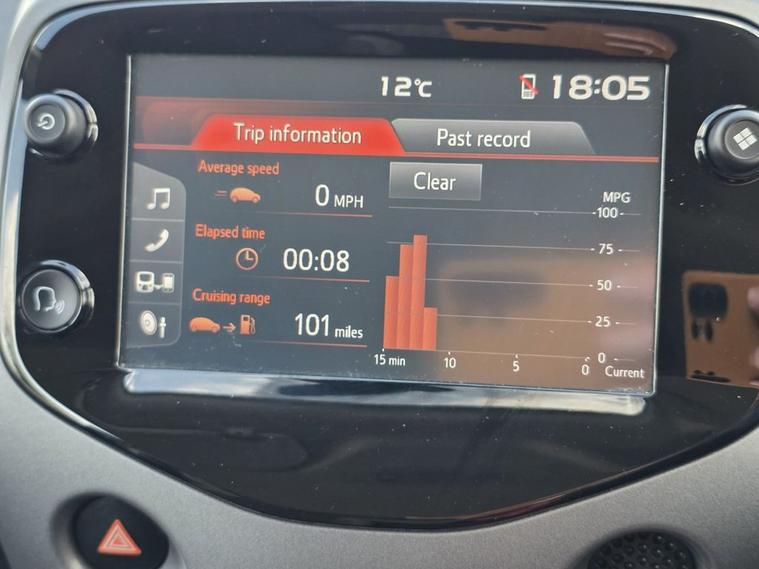 12°C 18:05
Trip information Past record
Average speed
0 MPH
Clear
Elapsed time
00:08
Cruising range
101 miles
MPG
100
75
50
25
0
15 min 10 5 0 Current